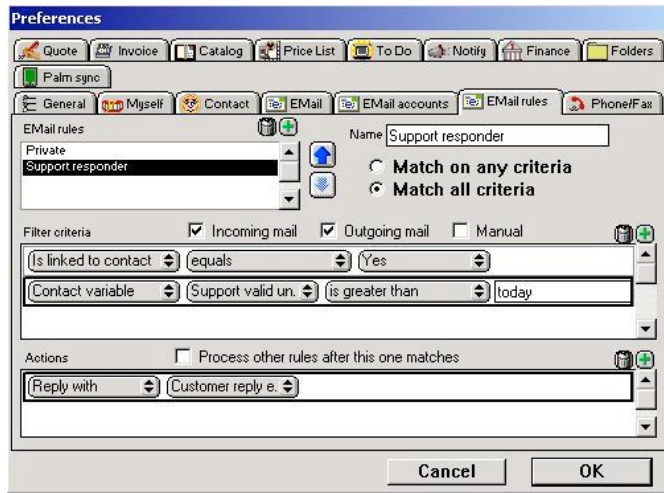 Preferences
Quote Invoice Catalog Price List To Do Notify Finance Folders
Palm sync
General Myself Contact EMail EMail accounts EMail rules Phone/Fax
EMail rules
Name Support responder
Private
Support responder
Match on any criteria
Match all criteria
Filter criteria Incoming mail Outgoing mail Manual
Is linked to contact equals Yes
Contact variable Support valid un. is greater than today
Actions Process other rules after this one matches
Reply with Customer reply e.
Cancel OK